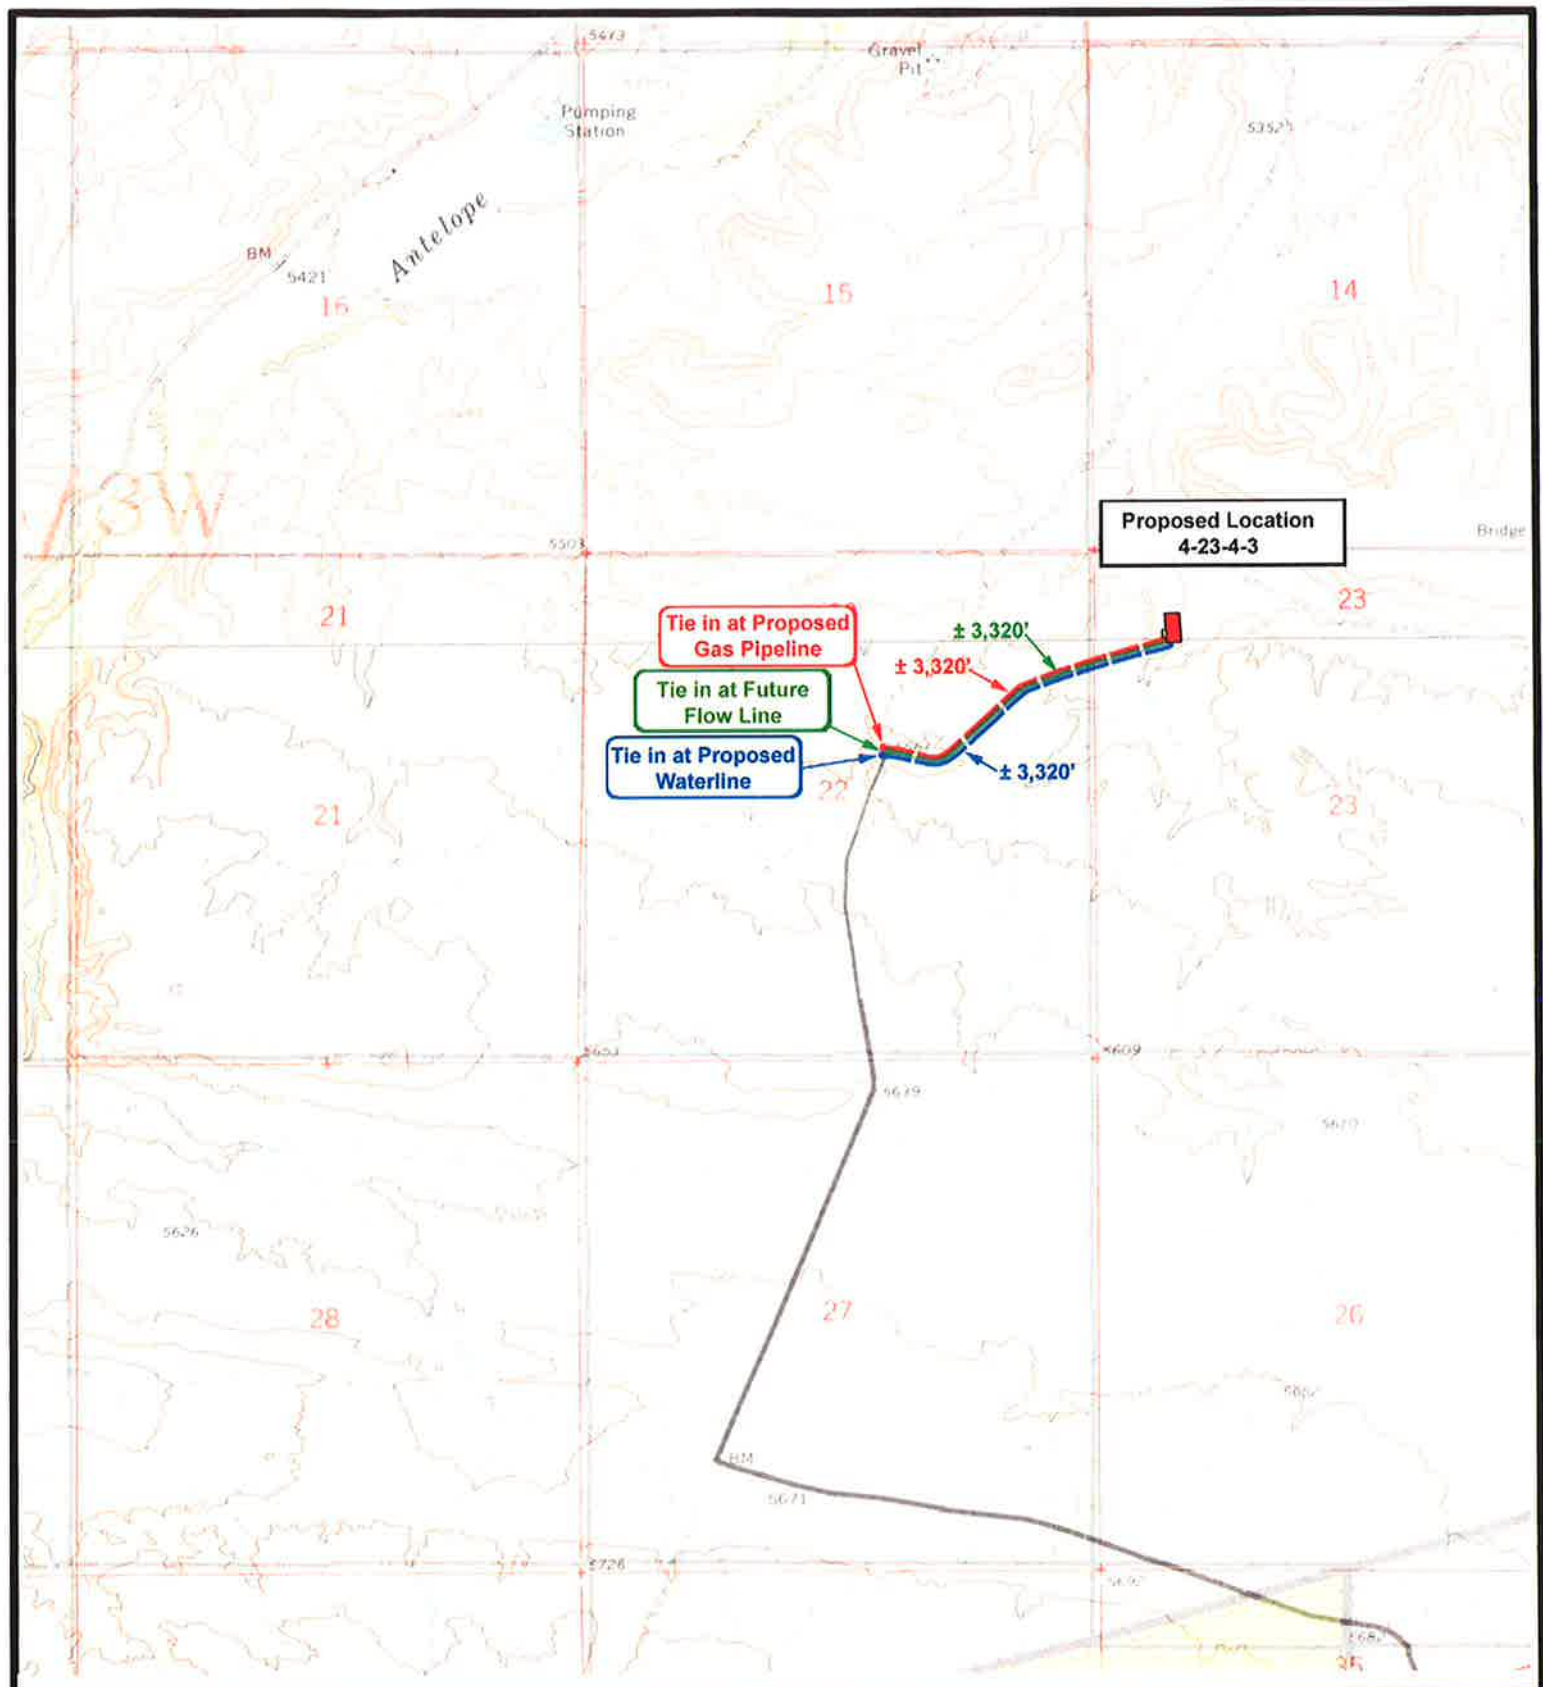 5473
Gravel
Pit
Pumping
Station
5352
Antelope
BM
5421
16
15
14
3W
Proposed Location
4-23-4-3
5503
Bridge
21
23
Tie in at Proposed
Gas Pipeline
± 3,320'
± 3,320'
Tie in at Future
Flow Line
Tie in at Proposed
Waterline
± 3,320'
22
21
23
5653
5609
5639
5670
5626
28
27
26
BM
5671
5726
5692
35